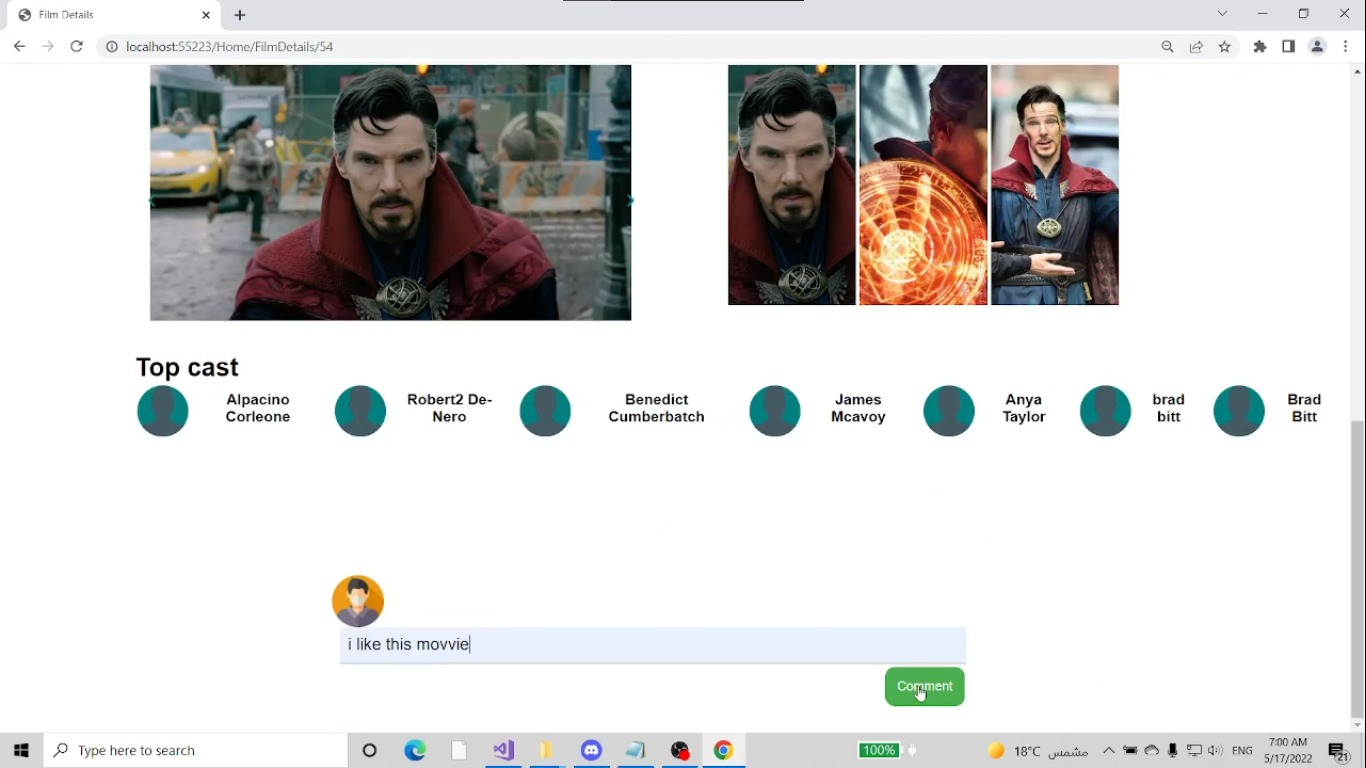 Film Details
localhost:55223/Home/FilmDetails/54
Top cast
Alpacino
Corleone
Robert2 De-
Nero
Benedict
Cumberbatch
James
Mcavoy
Anya
Taylor
brad
bitt
Brad
Bitt
i like this movvie
Comment
Type here to search
100%
18°C مشمس
ENG
7:00 AM
5/17/2022
21